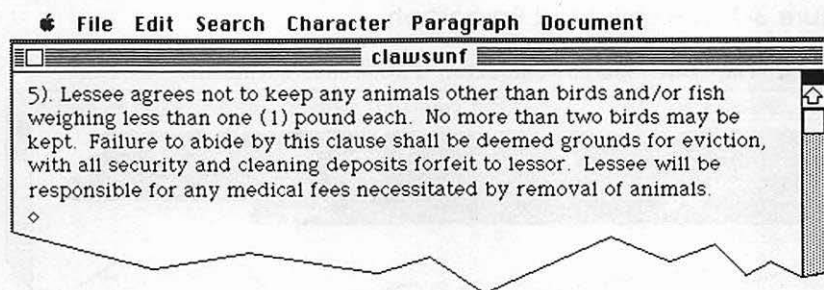 File Edit Search Character Paragraph Document
clawsunf
5). Lessee agrees not to keep any animals other than birds and/or fish
weighing less than one (1) pound each. No more than two birds may be
kept. Failure to abide by this clause shall be deemed grounds for eviction,
with all security and cleaning deposits forfeit to lessor. Lessee will be
responsible for any medical fees necessitated by removal of animals.